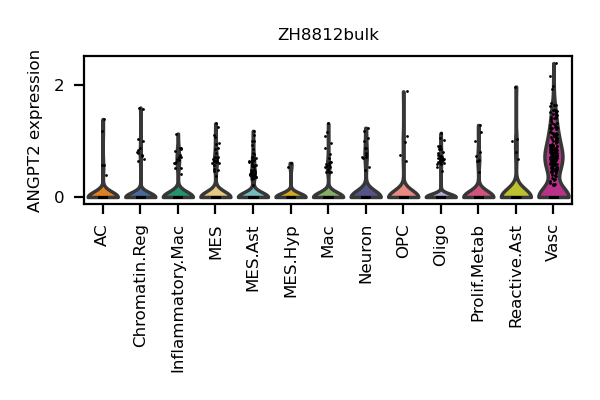 ZH8812bulk
ANGPT2 expression
2
0
AC
Chromatin.Reg
Inflammatory.Mac
MES
MES.Ast
MES.Hyp
Mac
Neuron
OPC
Oligo
Prolif.Metab
Reactive.Ast
Vasc